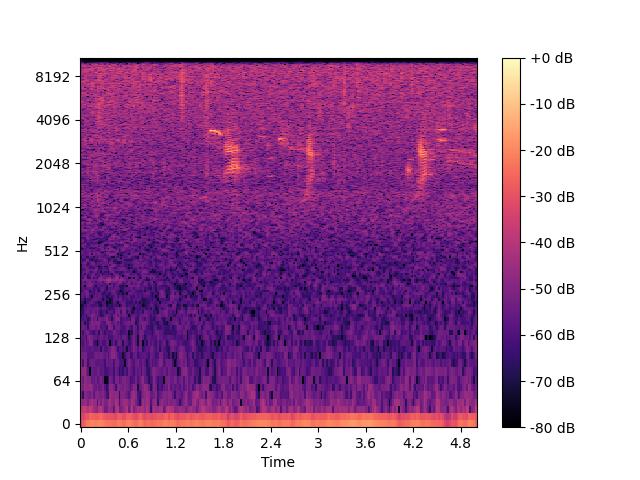 8192
4096
2048
1024
512
256
128
64
0
Hz
0 0.6 1.2 1.8 2.4 3 3.6 4.2 4.8
Time
+0 dB
-10 dB
-20 dB
-30 dB
-40 dB
-50 dB
-60 dB
-70 dB
-80 dB